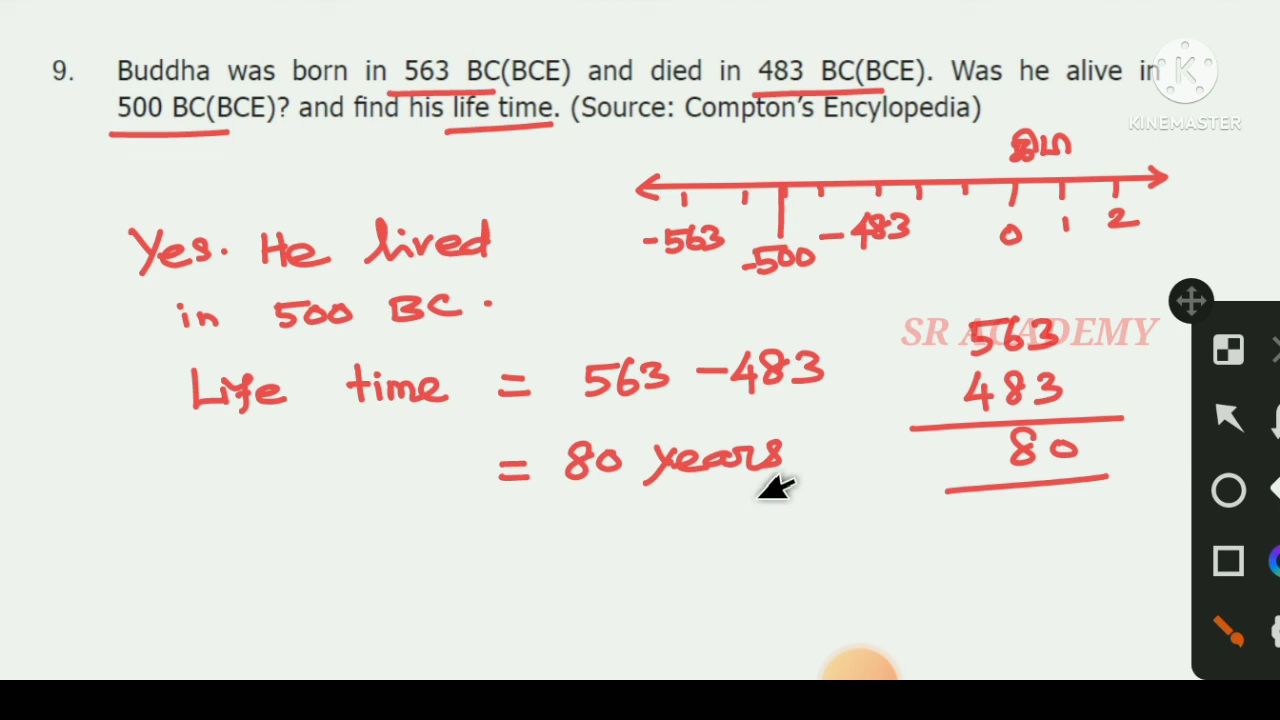 9. Buddha was born in 563 BC(BCE) and died in 483 BC(BCE). Was he alive in
500 BC(BCE)? and find his life time. (Source: Compton's Encylopedia)
KINEMASTER
-563 -500 -483 0 1 2
Yes. He lived
in 500 BC.
SR ACADEMY
Life time = 563 - 483
= 80 years
563
483
80